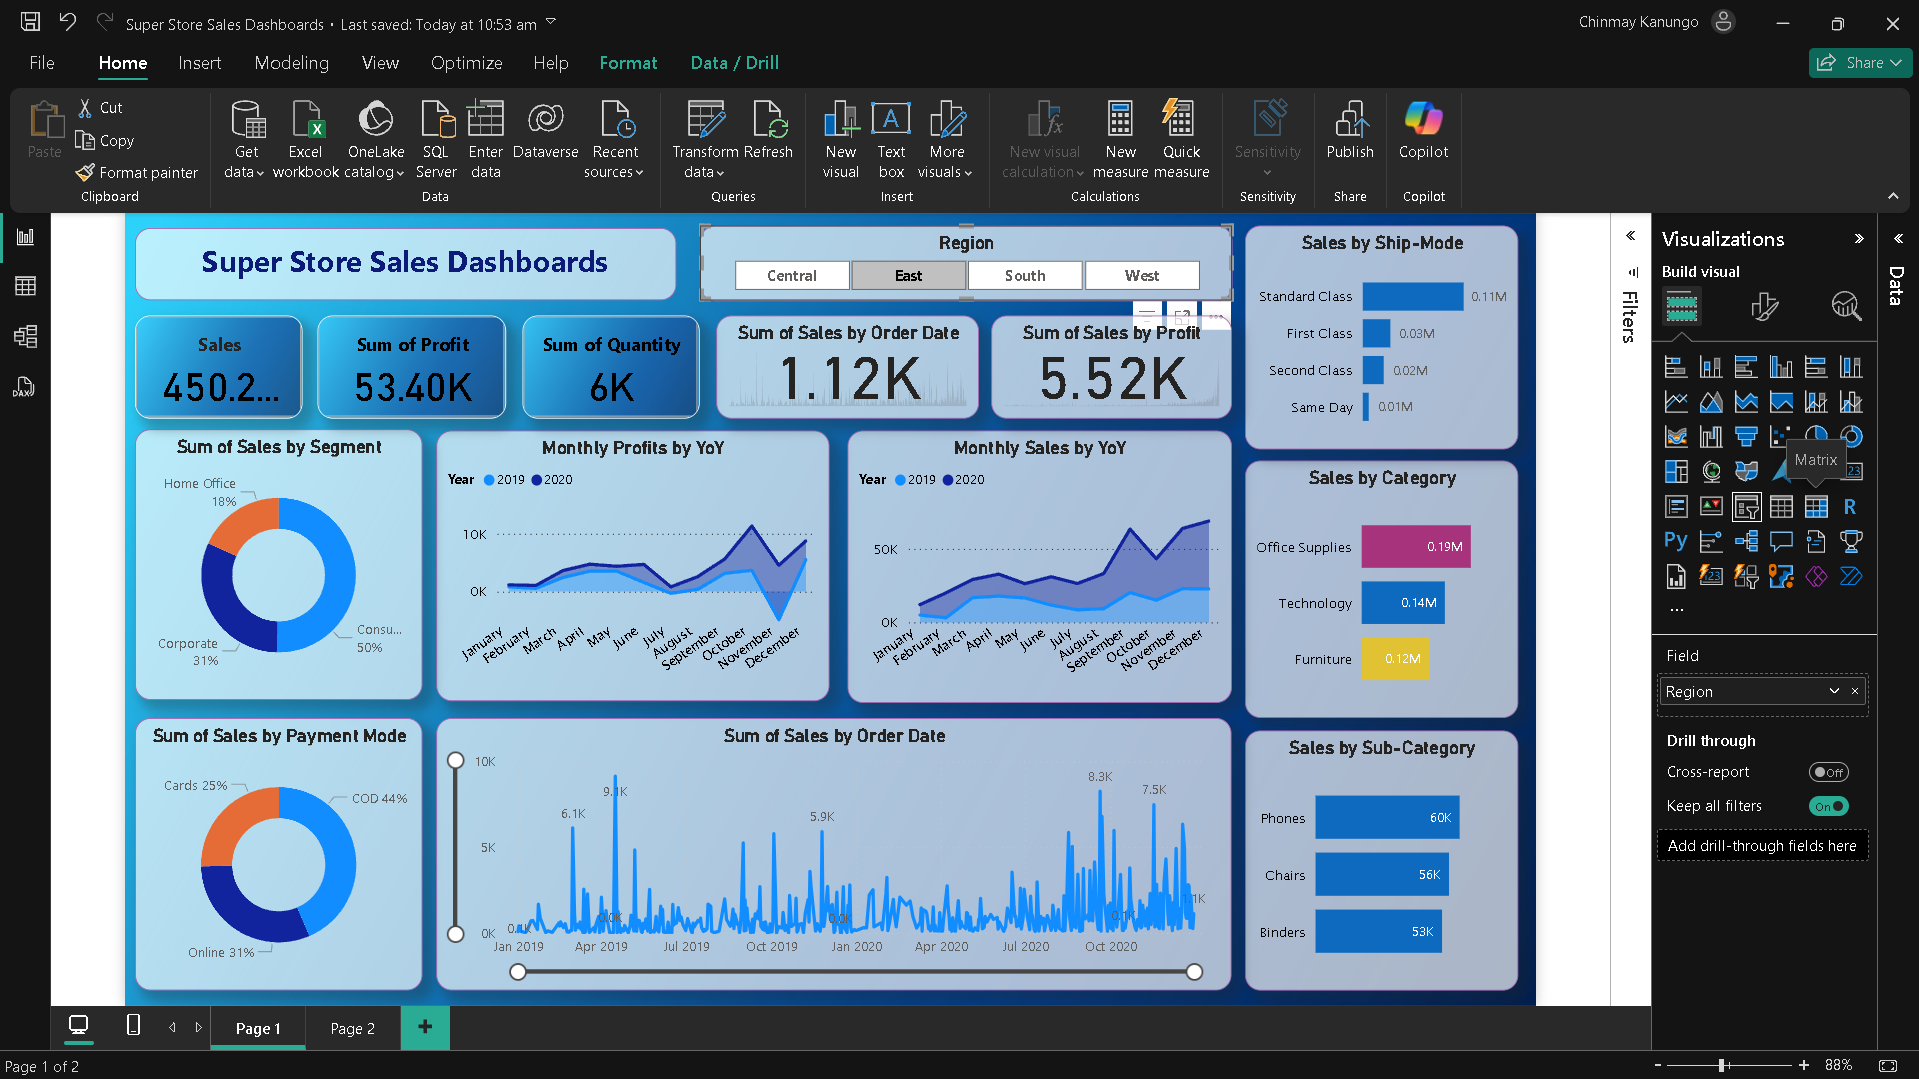 Super Store Sales Dashboards • Last saved: Today at 10:53 am
Chinmay Kanungo
File Home Insert Modeling View Optimize Help Format Data / Drill
Share
Paste
Cut
Copy
Format painter
Clipboard
Get data
Excel workbook
OneLake catalog
SQL Server
Enter data
Dataverse
Recent sources
Data
Transform data
Refresh
Queries
New visual
Text box
More visuals
Insert
New visual calculation
New measure
Quick measure
Calculations
Sensitivity
Sensitivity
Publish
Share
Copilot
Copilot
Super Store Sales Dashboards
Region
Central East South West
Sales
450.2...
Sum of Profit
53.40K
Sum of Quantity
6K
Sum of Sales by Order Date
1.12K
Sum of Sales by Profit
5.52K
Sales by Ship-Mode
Standard Class 0.11M
First Class 0.03M
Second Class 0.02M
Same Day 0.01M
Sum of Sales by Segment
Home Office
18%
Corporate
31%
Consu...
50%
Monthly Profits by YoY
Year 2019 2020
10K
0K
January February March April May June July August September October November December
Monthly Sales by YoY
Year 2019 2020
50K
0K
January February March April May June July August September October November December
Sales by Category
Office Supplies 0.19M
Technology 0.14M
Furniture 0.12M
Sum of Sales by Payment Mode
Cards 25%
COD 44%
Online 31%
Sum of Sales by Order Date
10K
5K
0K
6.1K
9.1K
5.9K
8.3K
7.5K
0.0K
0.0K
0.1K
1.1K
Jan 2019 Apr 2019 Jul 2019 Oct 2019 Jan 2020 Apr 2020 Jul 2020 Oct 2020
Sales by Sub-Category
Phones 60K
Chairs 56K
Binders 53K
Filters
Visualizations
Build visual
Matrix
123
R
Py
123
...
Field
Region
Drill through
Cross-report Off
Keep all filters On
Add drill-through fields here
Data
DAX
Page 1 Page 2 +
Page 1 of 2
- + 88%